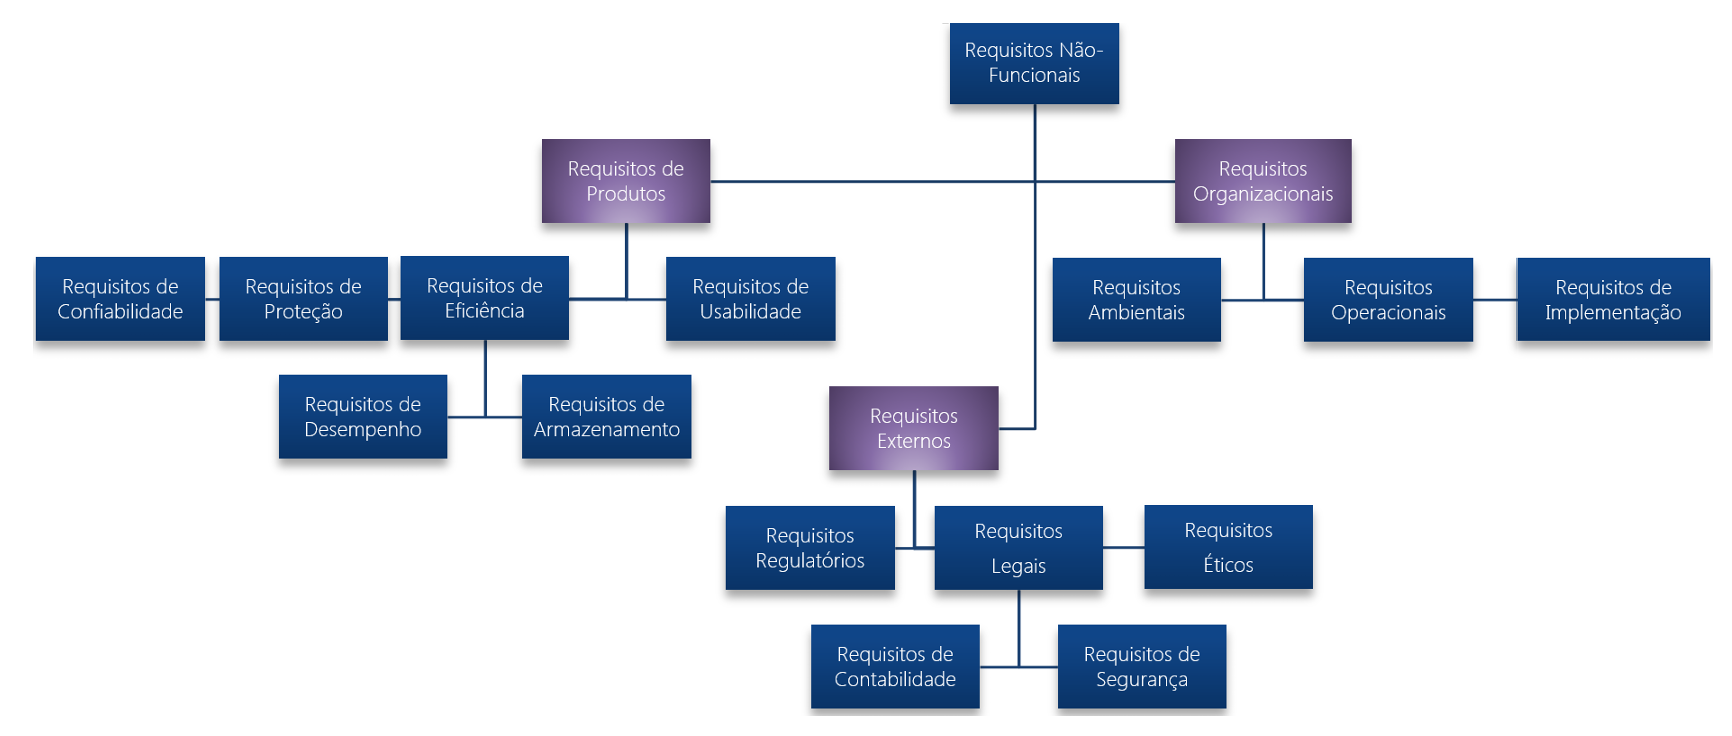 Requisitos Não-
Funcionais
Requisitos de
Produtos
Requisitos
Organizacionais
Requisitos de
Confiabilidade
Requisitos de
Proteção
Requisitos de
Eficiência
Requisitos de
Usabilidade
Requisitos
Ambientais
Requisitos
Operacionais
Requisitos de
Implementação
Requisitos de
Desempenho
Requisitos de
Armazenamento
Requisitos
Externos
Requisitos
Regulatórios
Requisitos
Legais
Requisitos
Éticos
Requisitos de
Contabilidade
Requisitos de
Segurança